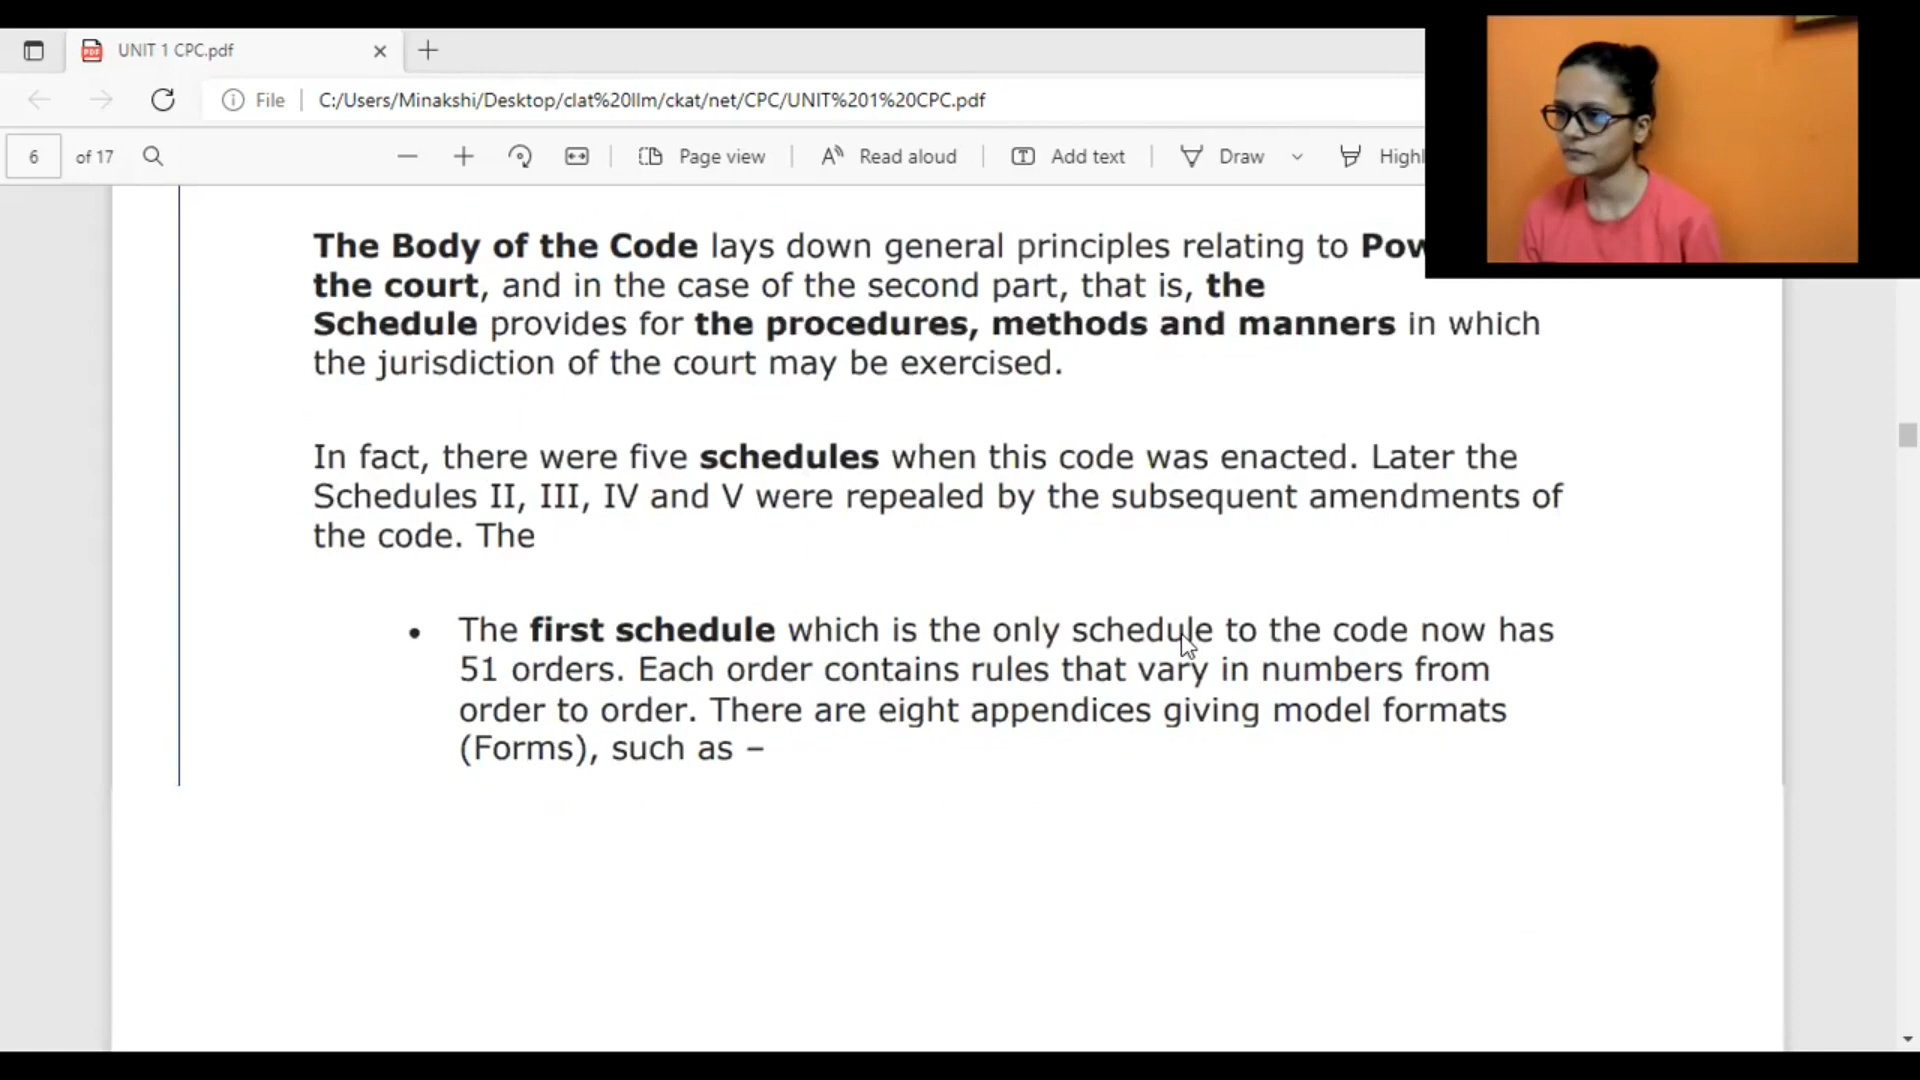 UNIT 1 CPC.pdf
File
C:/Users/Minakshi/Desktop/clat%20llm/ckat/net/CPC/UNIT%201%20CPC.pdf
6 of 17
Page view
Read aloud
Add text
Draw
Highl
The Body of the Code lays down general principles relating to Pow
the court, and in the case of the second part, that is, the
Schedule provides for the procedures, methods and manners in which
the jurisdiction of the court may be exercised.
In fact, there were five schedules when this code was enacted. Later the
Schedules II, III, IV and V were repealed by the subsequent amendments of
the code. The
• The first schedule which is the only schedule to the code now has
51 orders. Each order contains rules that vary in numbers from
order to order. There are eight appendices giving model formats
(Forms), such as –